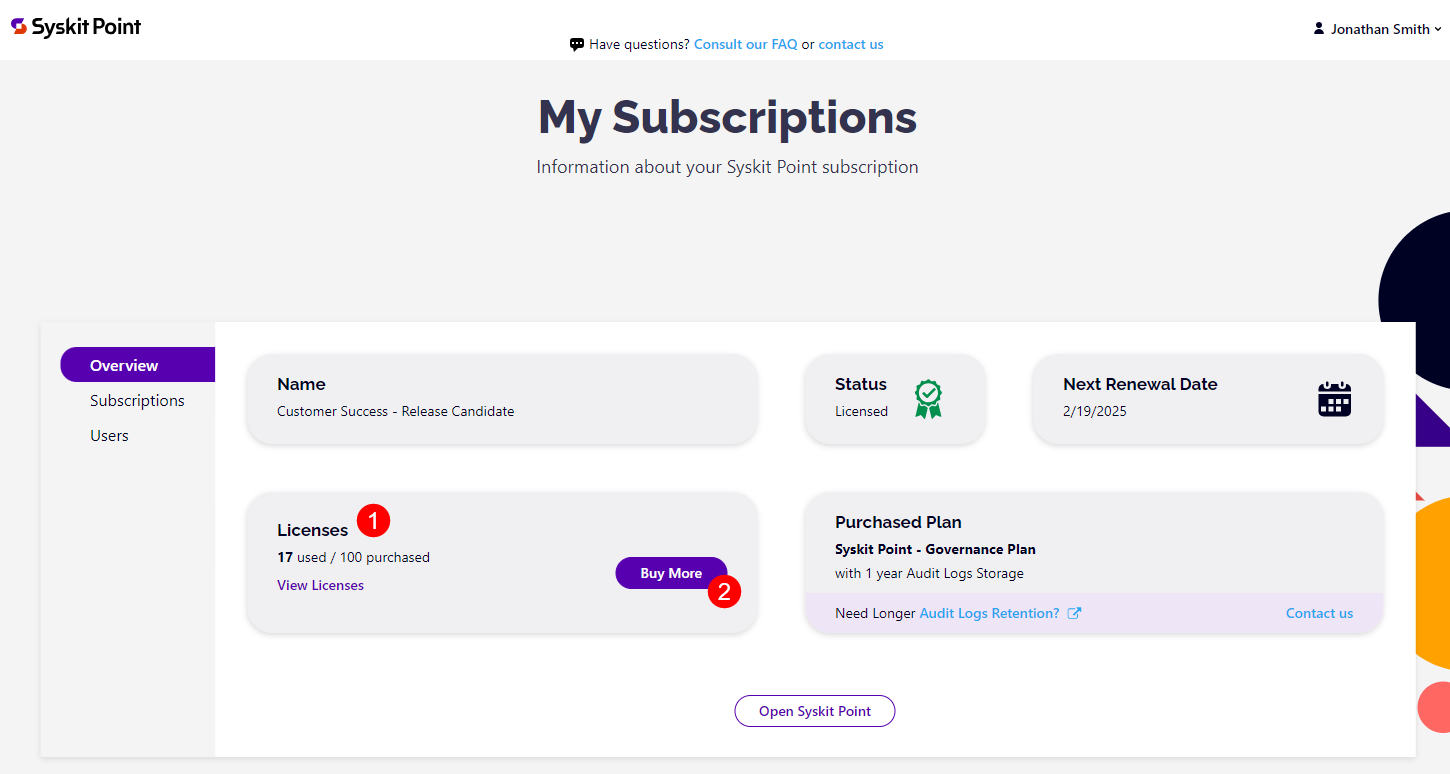 Syskit Point
Have questions? Consult our FAQ or contact us
Jonathan Smith
My Subscriptions
Information about your Syskit Point subscription
Overview
Subscriptions
Users
Name
Customer Success - Release Candidate
Status
Licensed
Next Renewal Date
2/19/2025
Licenses 1
17 used / 100 purchased
View Licenses
Buy More
2
Purchased Plan
Syskit Point - Governance Plan
with 1 year Audit Logs Storage
Need Longer Audit Logs Retention?
Contact us
Open Syskit Point